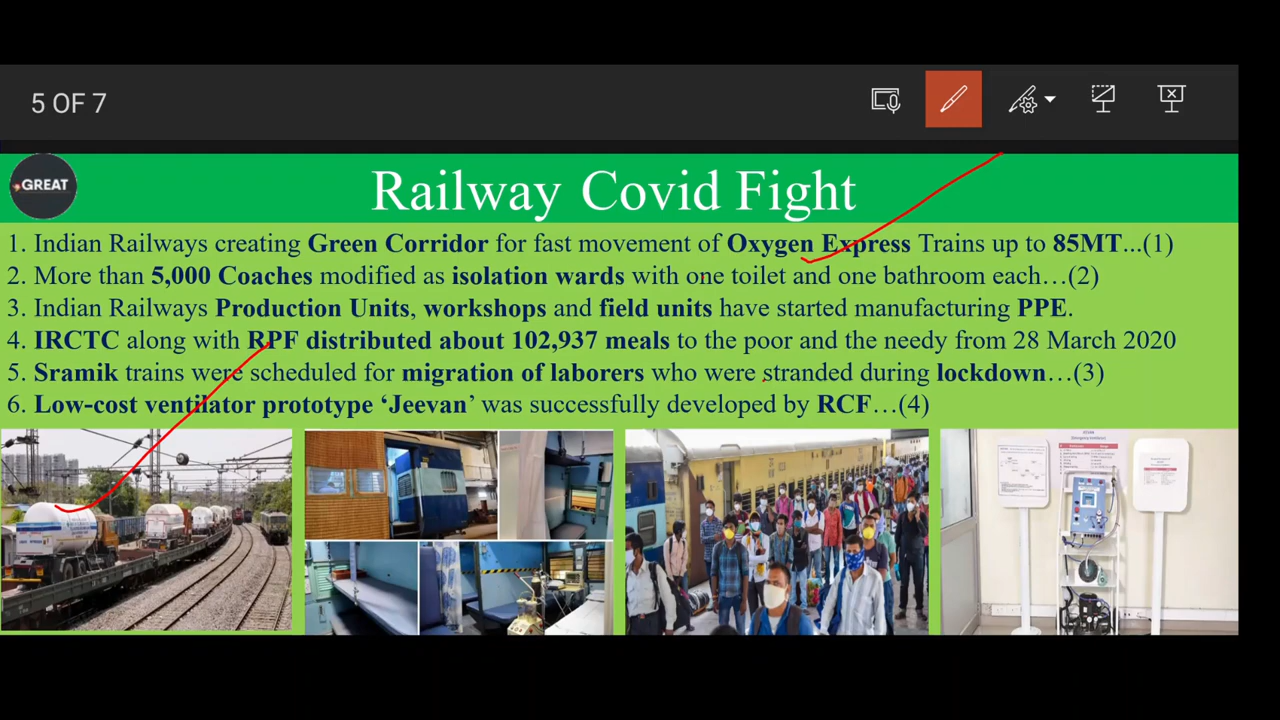 5 OF 7
GREAT
Railway Covid Fight
1. Indian Railways creating Green Corridor for fast movement of Oxygen Express Trains up to 85MT...(1)
2. More than 5,000 Coaches modified as isolation wards with one toilet and one bathroom each…(2)
3. Indian Railways Production Units, workshops and field units have started manufacturing PPE.
4. IRCTC along with RPF distributed about 102,937 meals to the poor and the needy from 28 March 2020
5. Sramik trains were scheduled for migration of laborers who were stranded during lockdown…(3)
6. Low-cost ventilator prototype ‘Jeevan’ was successfully developed by RCF…(4)